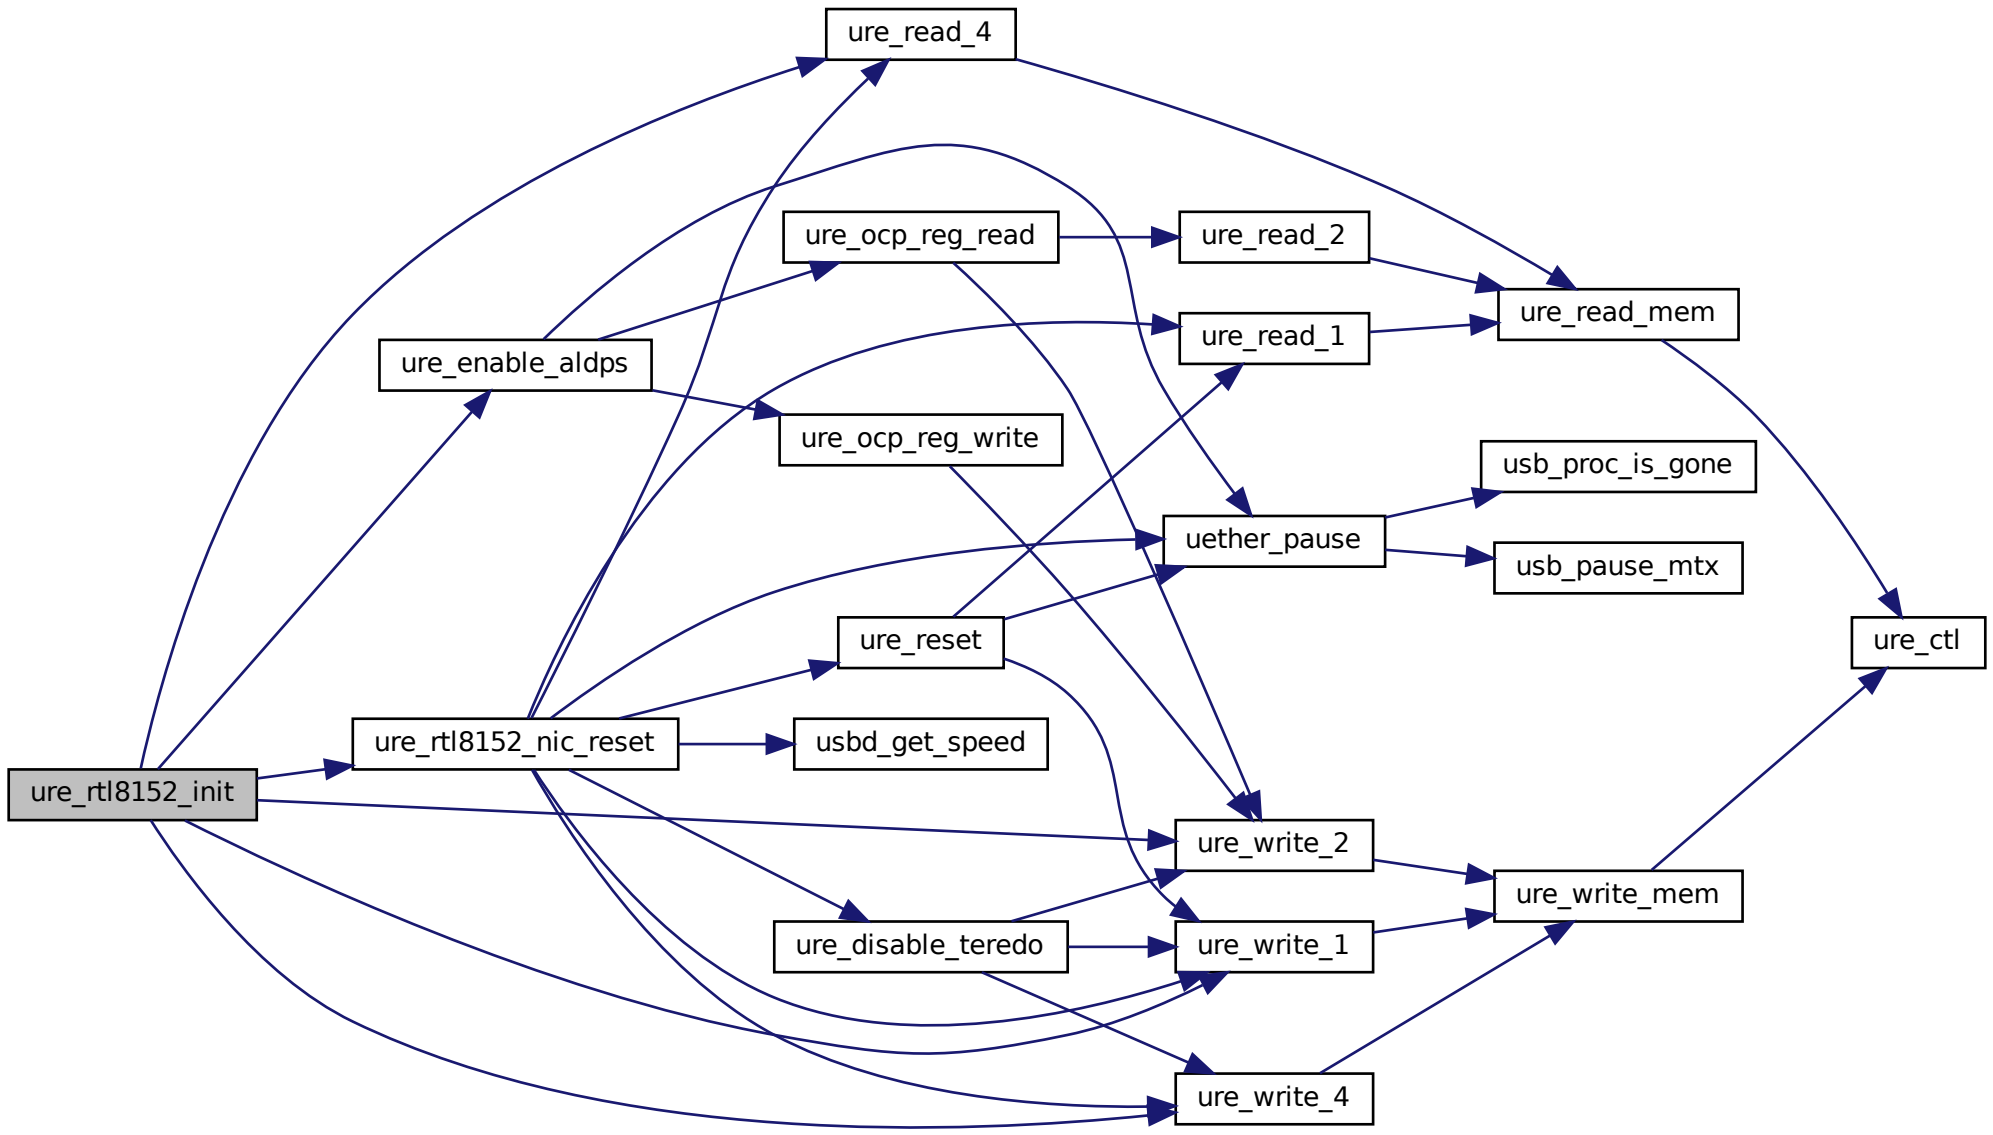 ure_read_4
ure_ocp_reg_read
ure_read_2
ure_read_mem
ure_read_1
ure_enable_aldps
ure_ocp_reg_write
usb_proc_is_gone
uether_pause
usb_pause_mtx
ure_reset
ure_ctl
ure_rtl8152_nic_reset
usbd_get_speed
ure_rtl8152_init
ure_write_2
ure_write_mem
ure_disable_teredo
ure_write_1
ure_write_4